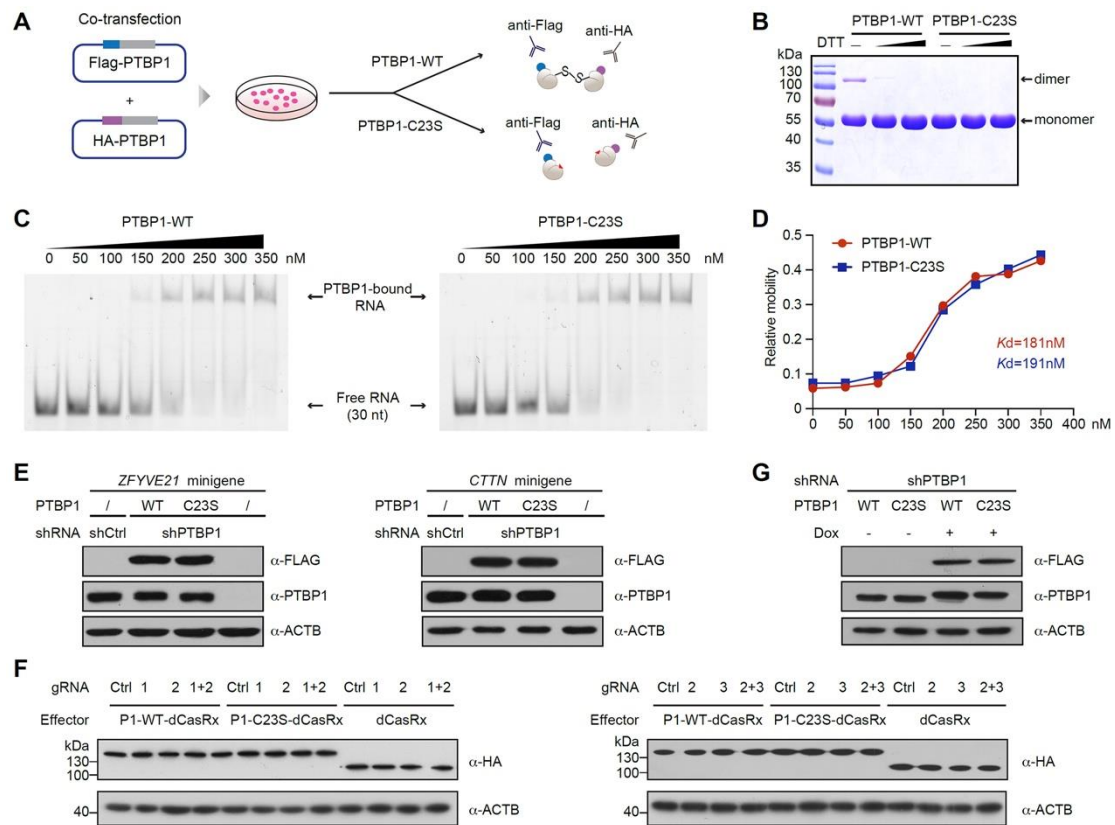 A
Co-transfection
Flag-PTBP1
+
HA-PTBP1
PTBP1-WT
PTBP1-C23S
anti-Flag
anti-HA
S
S
anti-Flag
anti-HA
B
PTBP1-WT PTBP1-C23S
DTT – –
kDa
130
100
70
55
40
35
dimer
monomer
C
PTBP1-WT
0 50 100 150 200 250 300 350 nM
PTBP1-bound
RNA
Free RNA
(30 nt)
PTBP1-C23S
0 50 100 150 200 250 300 350 nM
D
PTBP1-WT
PTBP1-C23S
Relative mobility
0.5
0.4
0.3
0.2
0.1
0
Kd=181nM
Kd=191nM
0 50 100 150 200 250 300 350 400 nM
E
ZFYVE21 minigene
PTBP1 / WT C23S /
shRNA shCtrl shPTBP1
α-FLAG
α-PTBP1
α-ACTB
CTTN minigene
PTBP1 / WT C23S /
shRNA shCtrl shPTBP1
α-FLAG
α-PTBP1
α-ACTB
G
shRNA shPTBP1
PTBP1 WT C23S WT C23S
Dox - - + +
α-FLAG
α-PTBP1
α-ACTB
F
gRNA Ctrl 1 2 1+2 Ctrl 1 2 1+2 Ctrl 1 2 1+2
Effector P1-WT-dCasRx P1-C23S-dCasRx dCasRx
kDa
130
100
α-HA
40
α-ACTB
gRNA Ctrl 2 3 2+3 Ctrl 2 3 2+3 Ctrl 2 3 2+3
Effector P1-WT-dCasRx P1-C23S-dCasRx dCasRx
kDa
130
100
α-HA
40
α-ACTB